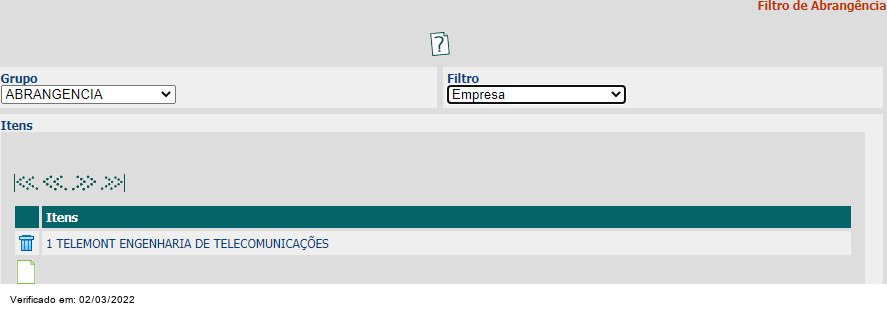 Filtro de Abrangência
?
Grupo
ABRANGENCIA
Filtro
Empresa
Itens
Itens
1 TELEMONT ENGENHARIA DE TELECOMUNICAÇÕES
Verificado em: 02/03/2022